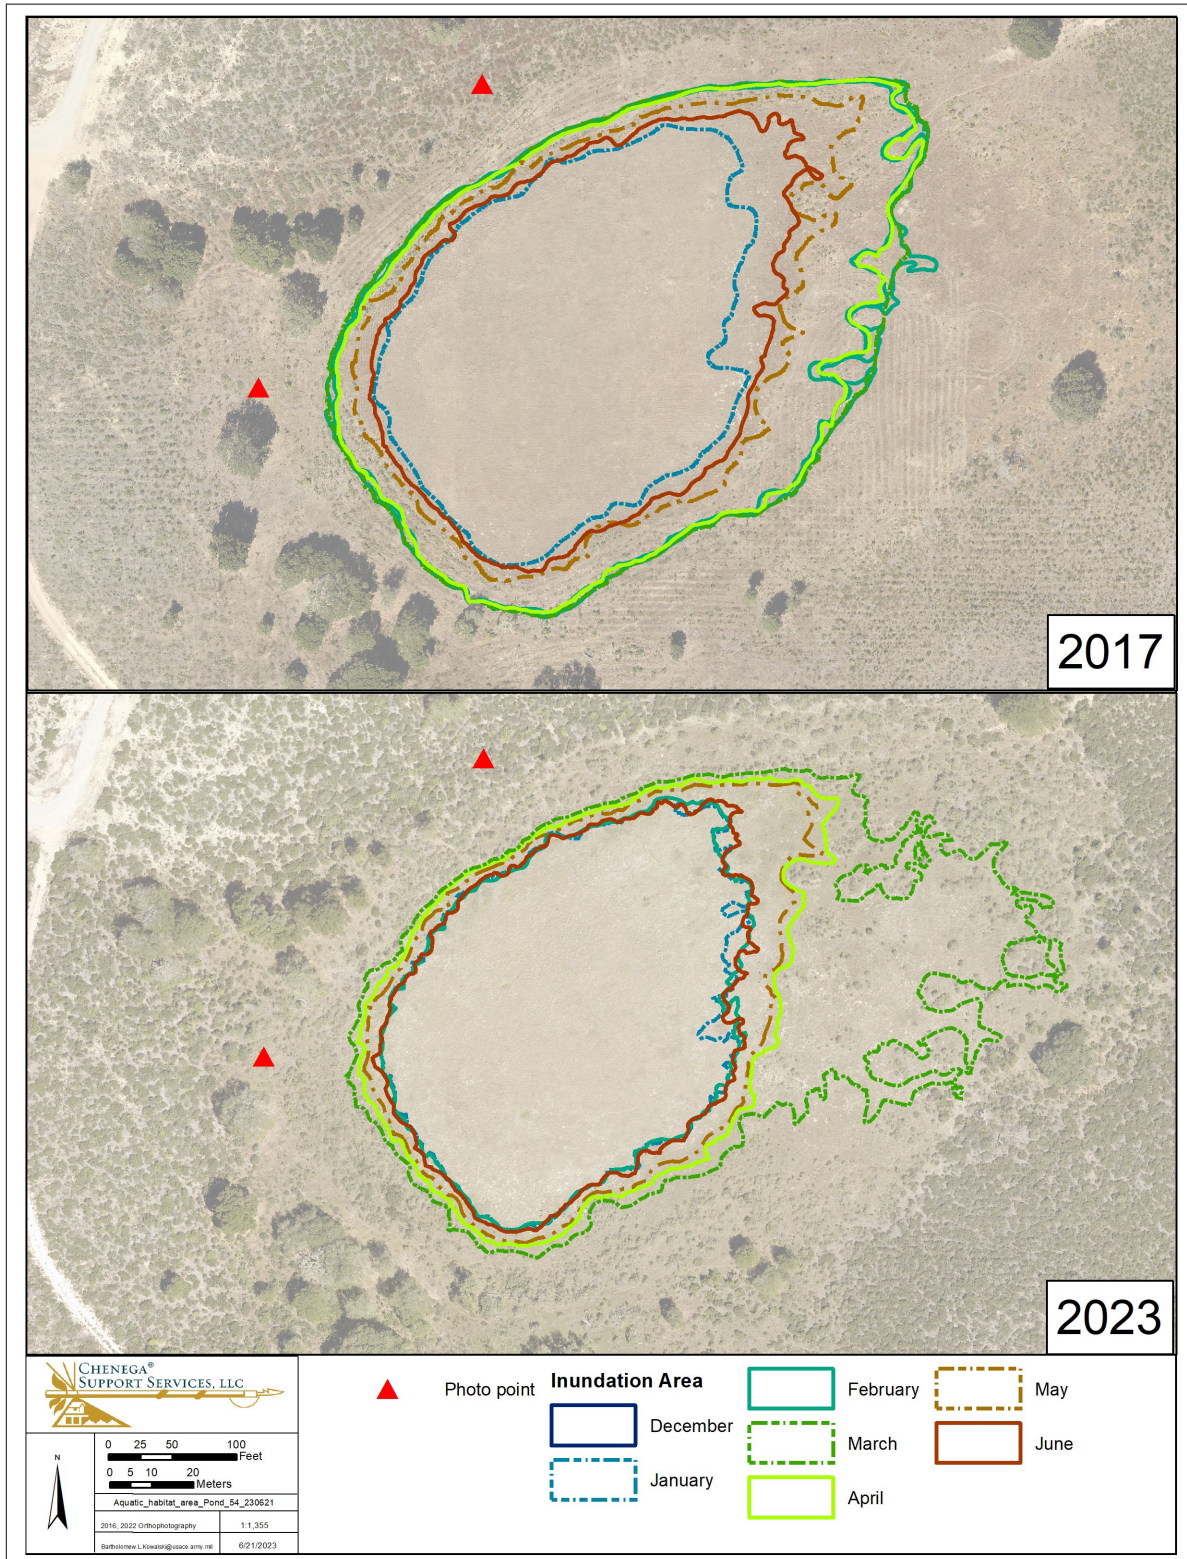 2017
2023
CHENEGA®
SUPPORT SERVICES, LLC
N
0 25 50 100
Feet
0 5 10 20
Meters
Aquatic_habitat_area_Pond_54_230621
2016, 2022 Orthophotography
1:1,355
Bartholomew.L.Kowalski@usace.army.mil
6/21/2023
Photo point
Inundation Area
December
January
February
March
April
May
June